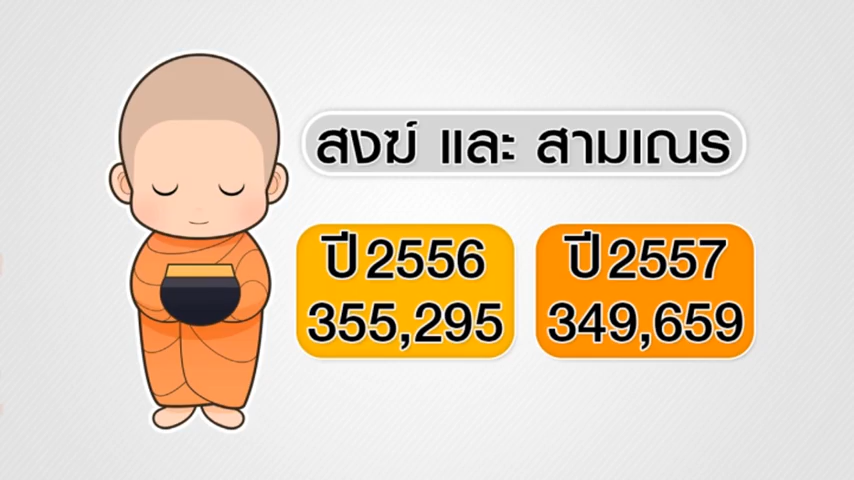 สงฆ์ และ สามเณร
ปี 2556
355,295
ปี 2557
349,659